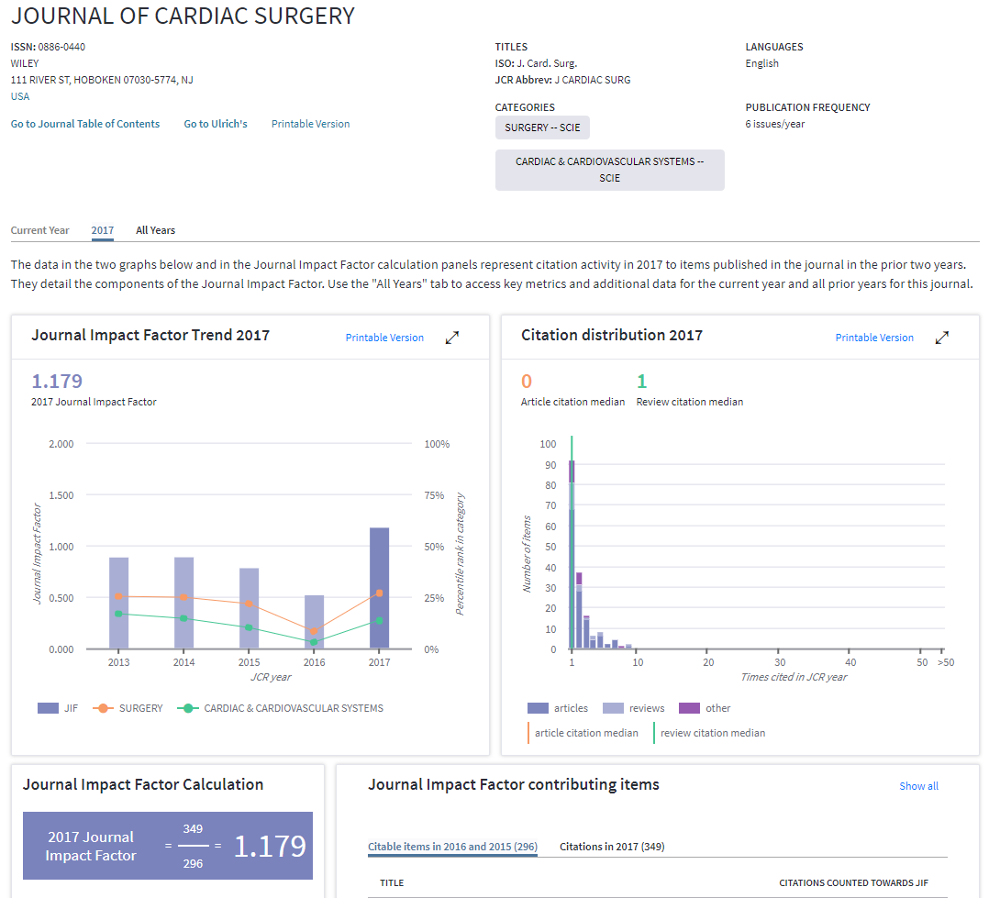 JOURNAL OF CARDIAC SURGERY
ISSN: 0886-0440
WILEY
111 RIVER ST, HOBOKEN 07030-5774, NJ
USA
Go to Journal Table of Contents Go to Ulrich's Printable Version
TITLES
ISO: J. Card. Surg.
JCR Abbrev: J CARDIAC SURG
CATEGORIES
SURGERY -- SCIE
CARDIAC & CARDIOVASCULAR SYSTEMS --
SCIE
LANGUAGES
English
PUBLICATION FREQUENCY
6 issues/year
Current Year 2017 All Years
The data in the two graphs below and in the Journal Impact Factor calculation panels represent citation activity in 2017 to items published in the journal in the prior two years.
They detail the components of the Journal Impact Factor. Use the "All Years" tab to access key metrics and additional data for the current year and all prior years for this journal.
Journal Impact Factor Trend 2017 Printable Version
1.179
2017 Journal Impact Factor
Journal Impact Factor
2.000
1.500
1.000
0.500
0.000
100%
75%
50%
25%
0%
Percentile rank in category
2013 2014 2015 2016 2017
JCR year
JIF SURGERY CARDIAC & CARDIOVASCULAR SYSTEMS
Citation distribution 2017 Printable Version
0 1
Article citation median Review citation median
Number of items
100
90
80
70
60
50
40
30
20
10
0
1 10 20 30 40 50 >50
Times cited in JCR year
articles reviews other
article citation median review citation median
Journal Impact Factor Calculation
2017 Journal
Impact Factor
= 349
296
= 1.179
Journal Impact Factor contributing items Show all
Citable items in 2016 and 2015 (296) Citations in 2017 (349)
TITLE CITATIONS COUNTED TOWARDS JIF